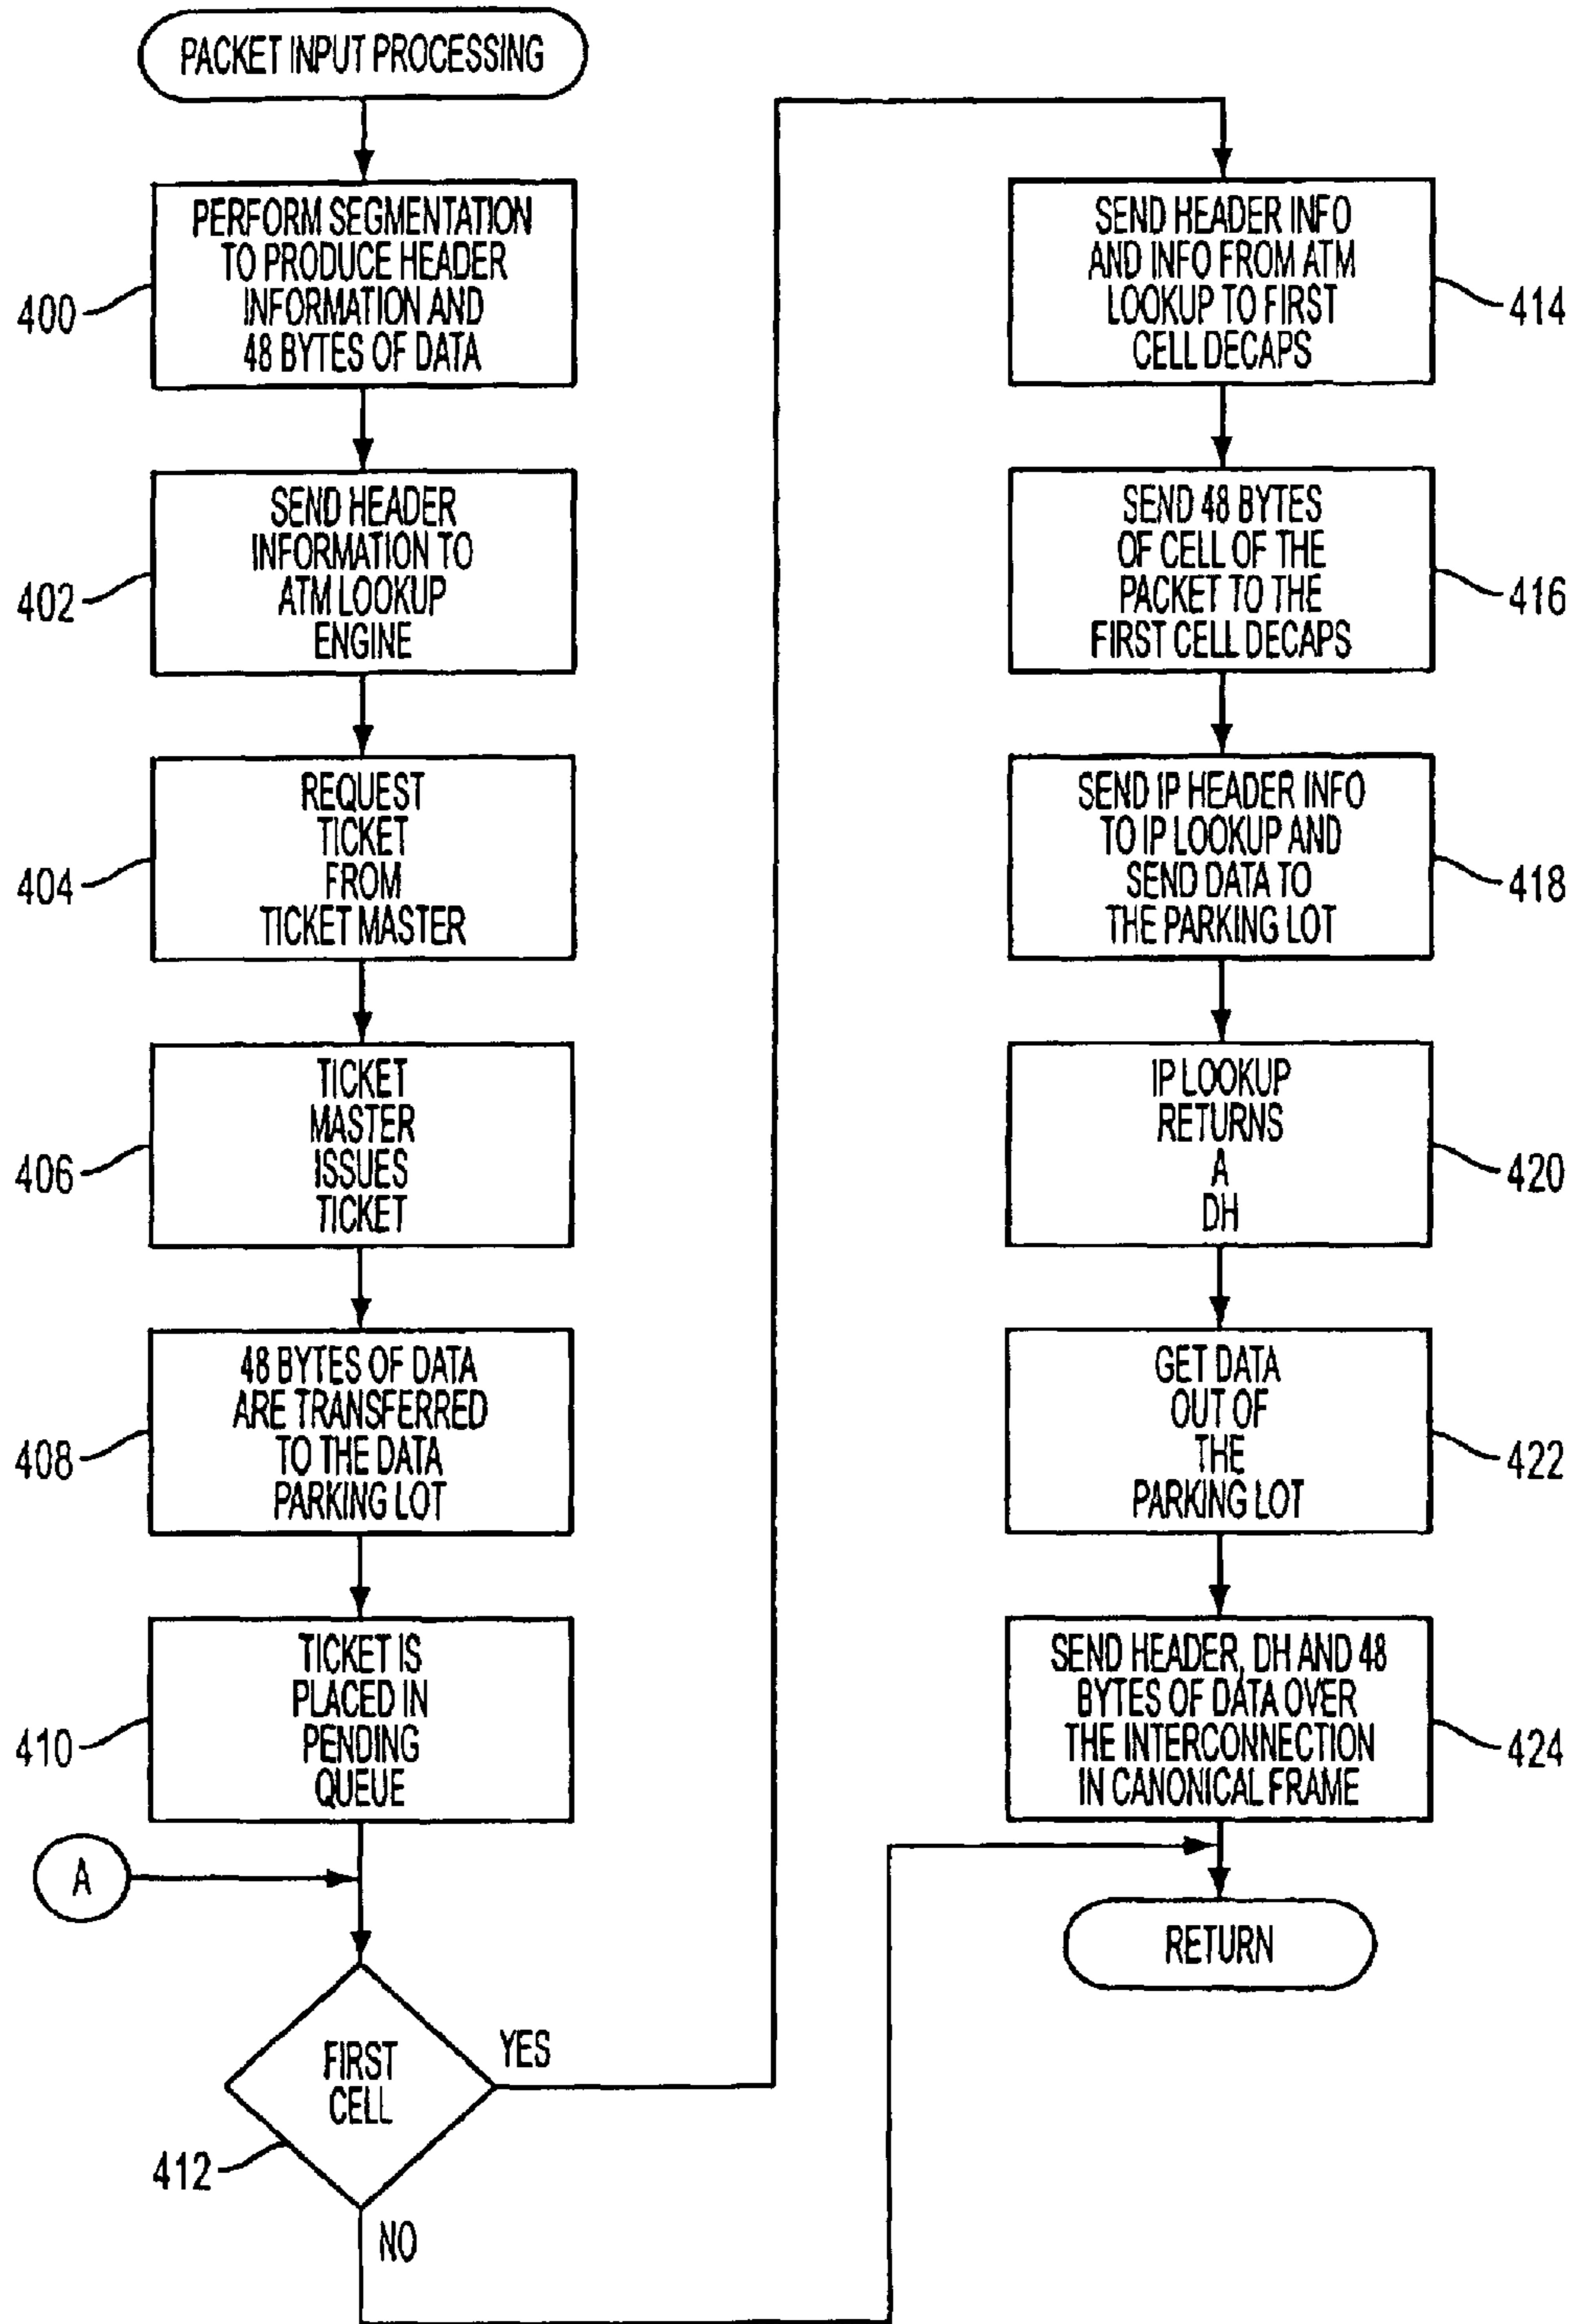 PACKET INPUT PROCESSING
PERFORM SEGMENTATION
TO PRODUCE HEADER
INFORMATION AND
48 BYTES OF DATA
400
SEND HEADER
INFORMATION TO
ATM LOOKUP
ENGINE
402
REQUEST
TICKET
FROM
TICKET MASTER
404
TICKET
MASTER
ISSUES
TICKET
406
48 BYTES OF DATA
ARE TRANSFERRED
TO THE DATA
PARKING LOT
408
TICKET IS
PLACED IN
PENDING
QUEUE
410
A
FIRST
CELL
YES
412
NO
SEND HEADER INFO
AND INFO FROM ATM
LOOKUP TO FIRST
CELL DECAPS
414
SEND 48 BYTES
OF CELL OF THE
PACKET TO THE
FIRST CELL DECAPS
416
SEND IP HEADER INFO
TO IP LOOKUP AND
SEND DATA TO
THE PARKING LOT
418
IP LOOKUP
RETURNS
A
DH
420
GET DATA
OUT OF
THE
PARKING LOT
422
SEND HEADER, DH AND 48
BYTES OF DATA OVER
THE INTERCONNECTION
IN CANONICAL FRAME
424
RETURN